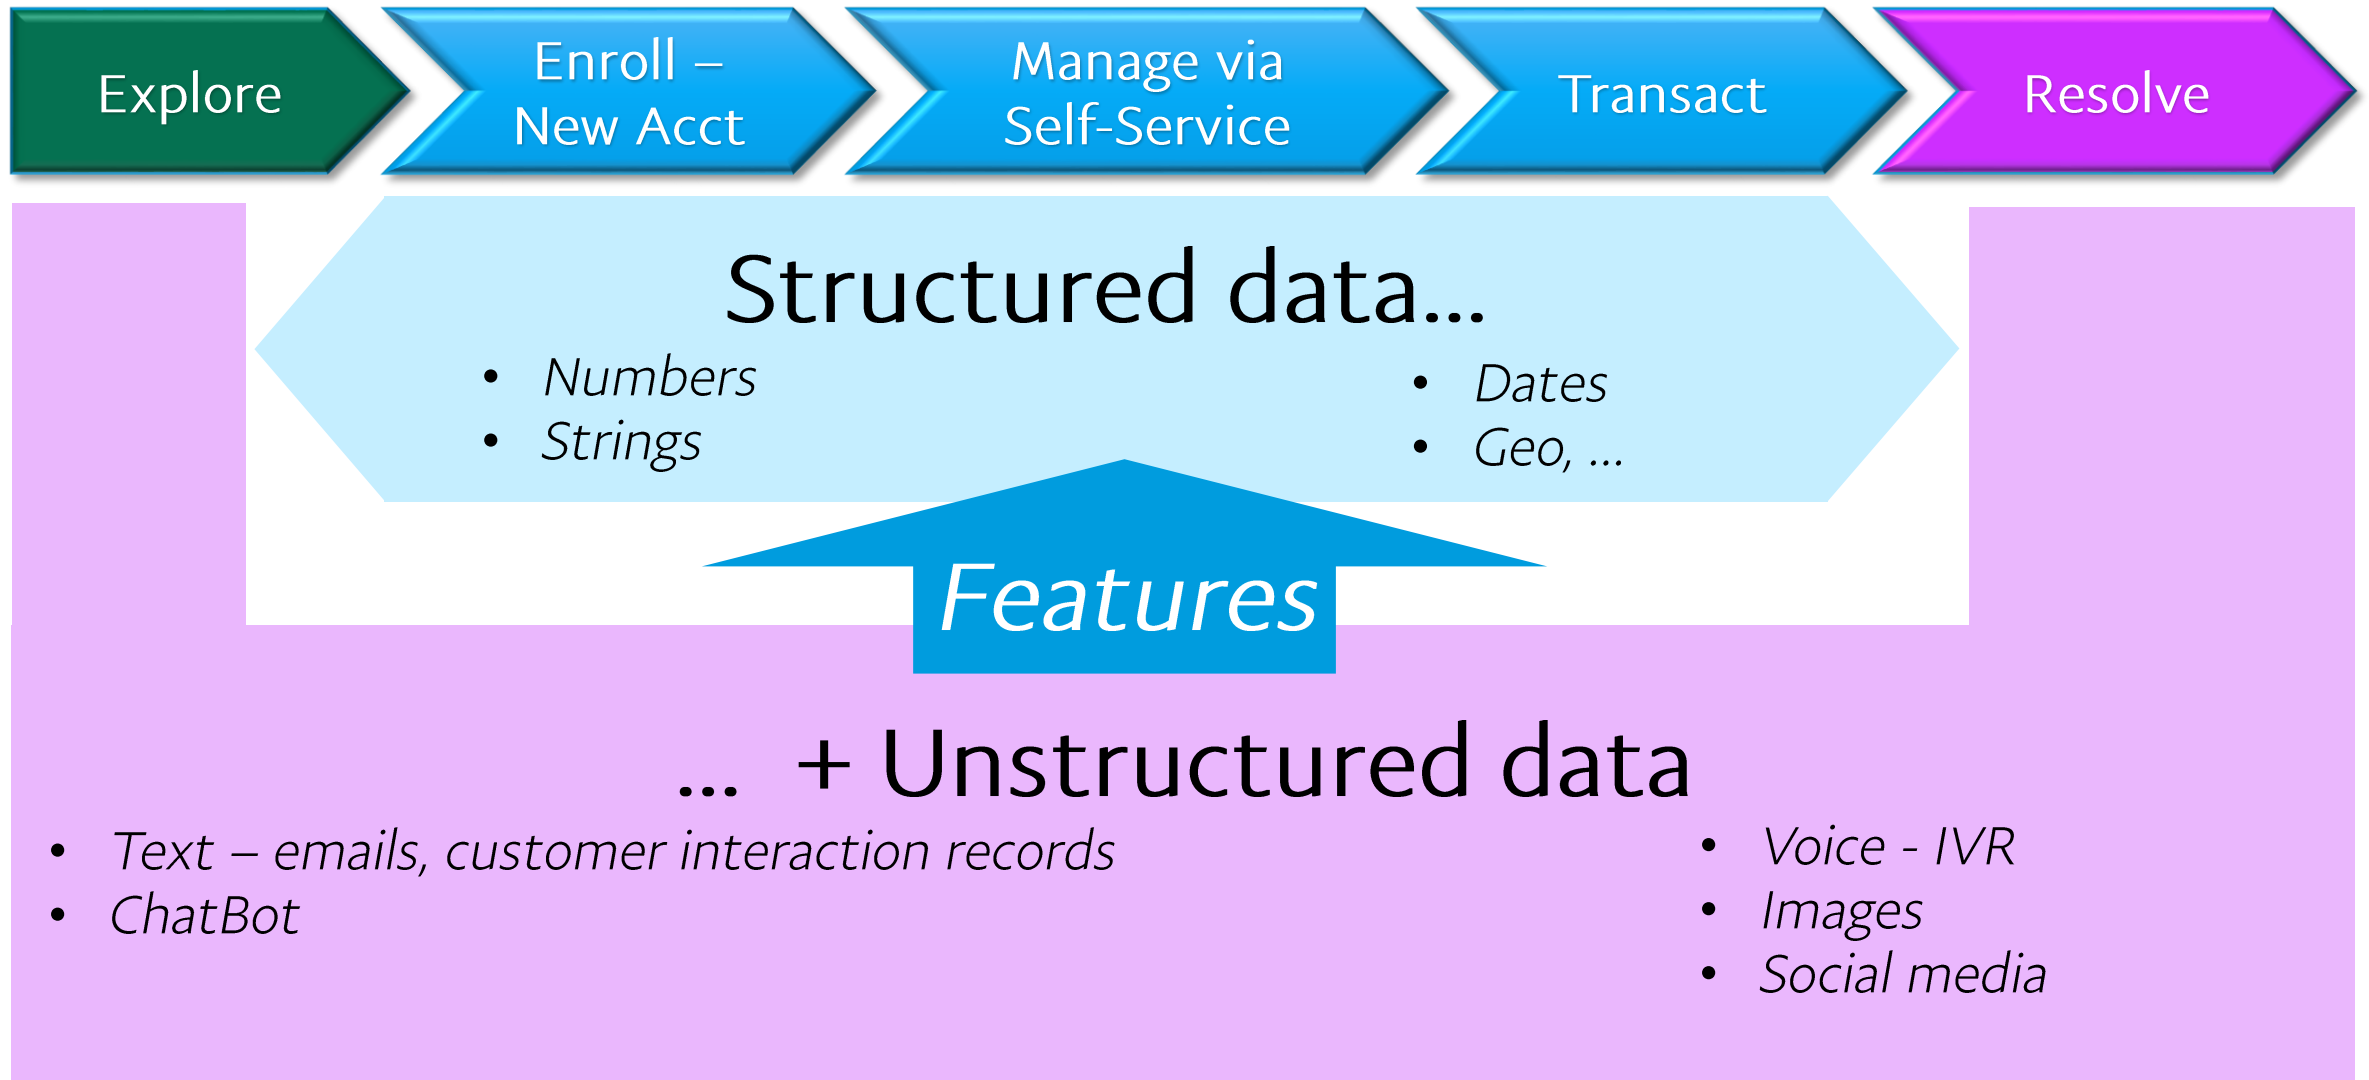 Explore
Enroll –
New Acct
Manage via
Self-Service
Transact
Resolve
Structured data...
• Numbers
• Strings
• Dates
• Geo, ...
Features
... + Unstructured data
• Text – emails, customer interaction records
• ChatBot
• Voice - IVR
• Images
• Social media